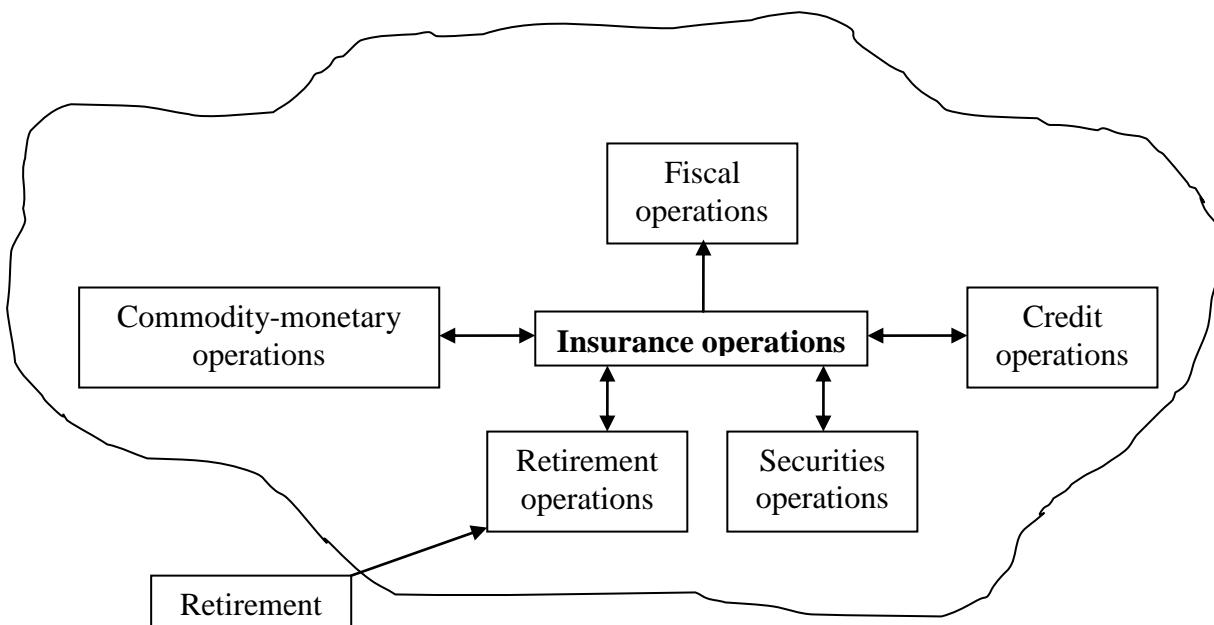 Fiscal
operations
Commodity-monetary
operations
Insurance operations
Credit
operations
Retirement
operations
Securities
operations
Retirement